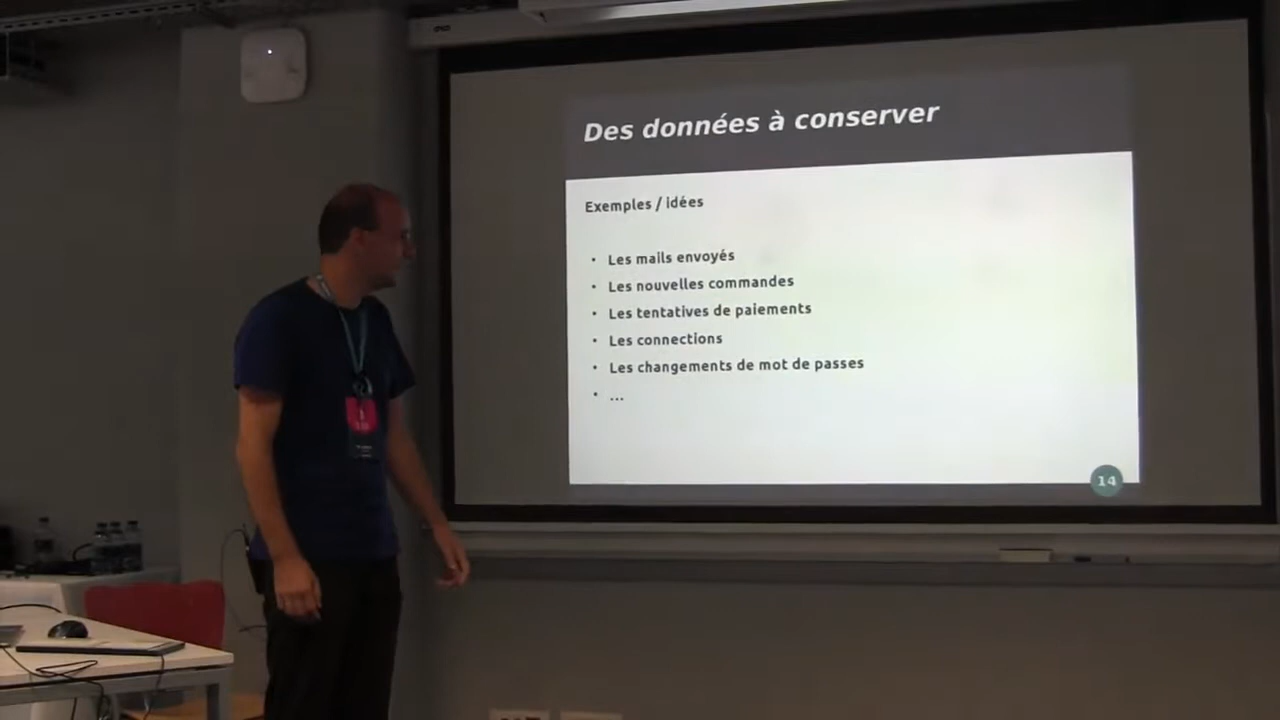 Des données à conserver
Exemples / idées
• Les mails envoyés
• Les nouvelles commandes
• Les tentatives de paiements
• Les connections
• Les changements de mot de passes
• ...
14